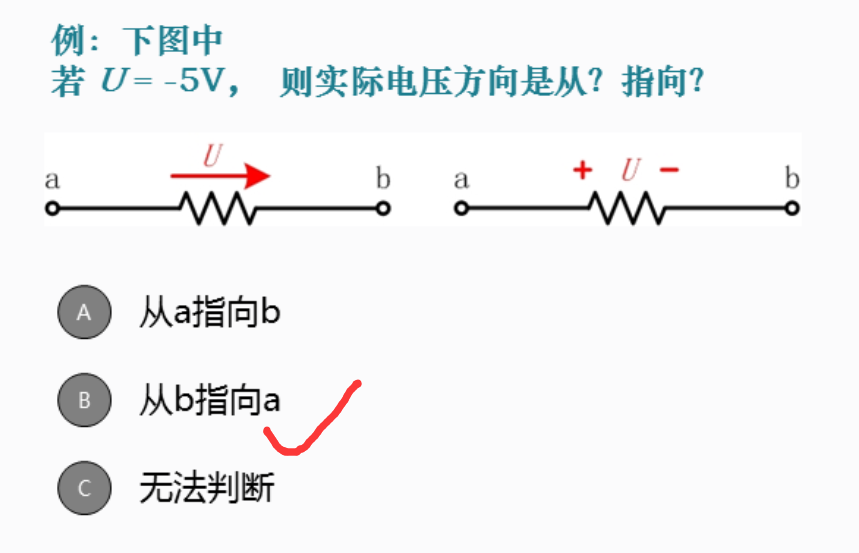 例：下图中
若 U = -5V， 则实际电压方向是从？指向？
a U b a + U - b
A 从a指向b
B 从b指向a
C 无法判断